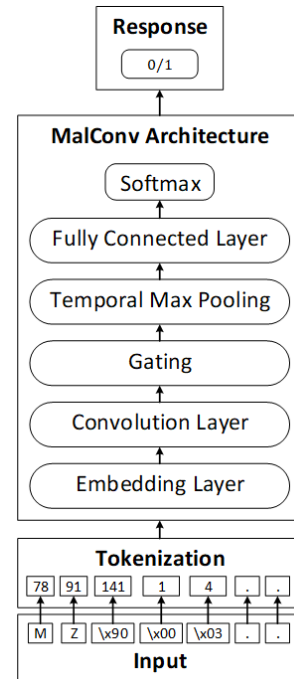 Response
0/1
MalConv Architecture
Softmax
Fully Connected Layer
Temporal Max Pooling
Gating
Convolution Layer
Embedding Layer
Tokenization
78 91 141 1 4 . .
M Z \x90 \x00 \x03 . .
Input